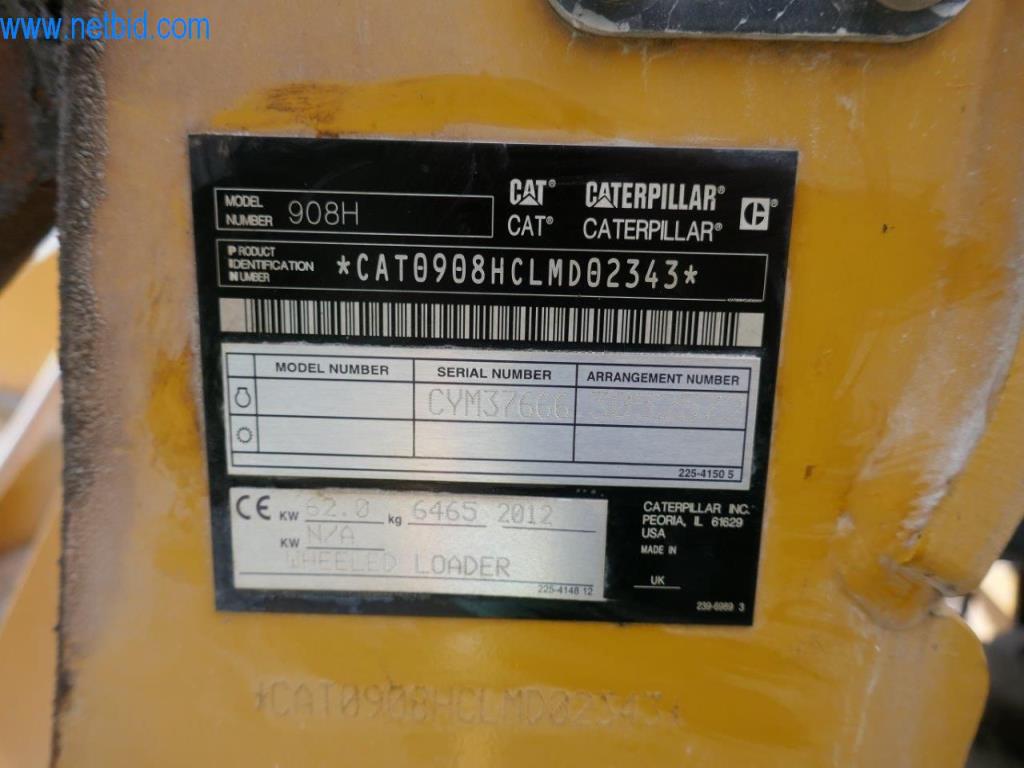 www.netbid.com
MODEL NUMBER 908H
CAT® CATERPILLAR®
CAT® CATERPILLAR®
PRODUCT IDENTIFICATION NUMBER *CAT0908HCLMD02343*
MODEL NUMBER SERIAL NUMBER ARRANGEMENT NUMBER
CYM37666
225-4150 5
CE KW 62.0 kg 6465 2012
KW N/A
WHEELED LOADER
225-4148 12
CATERPILLAR INC.
PEORIA, IL 61629
USA
MADE IN
UK
239-6989 3
*CAT0908HCLMD02343*